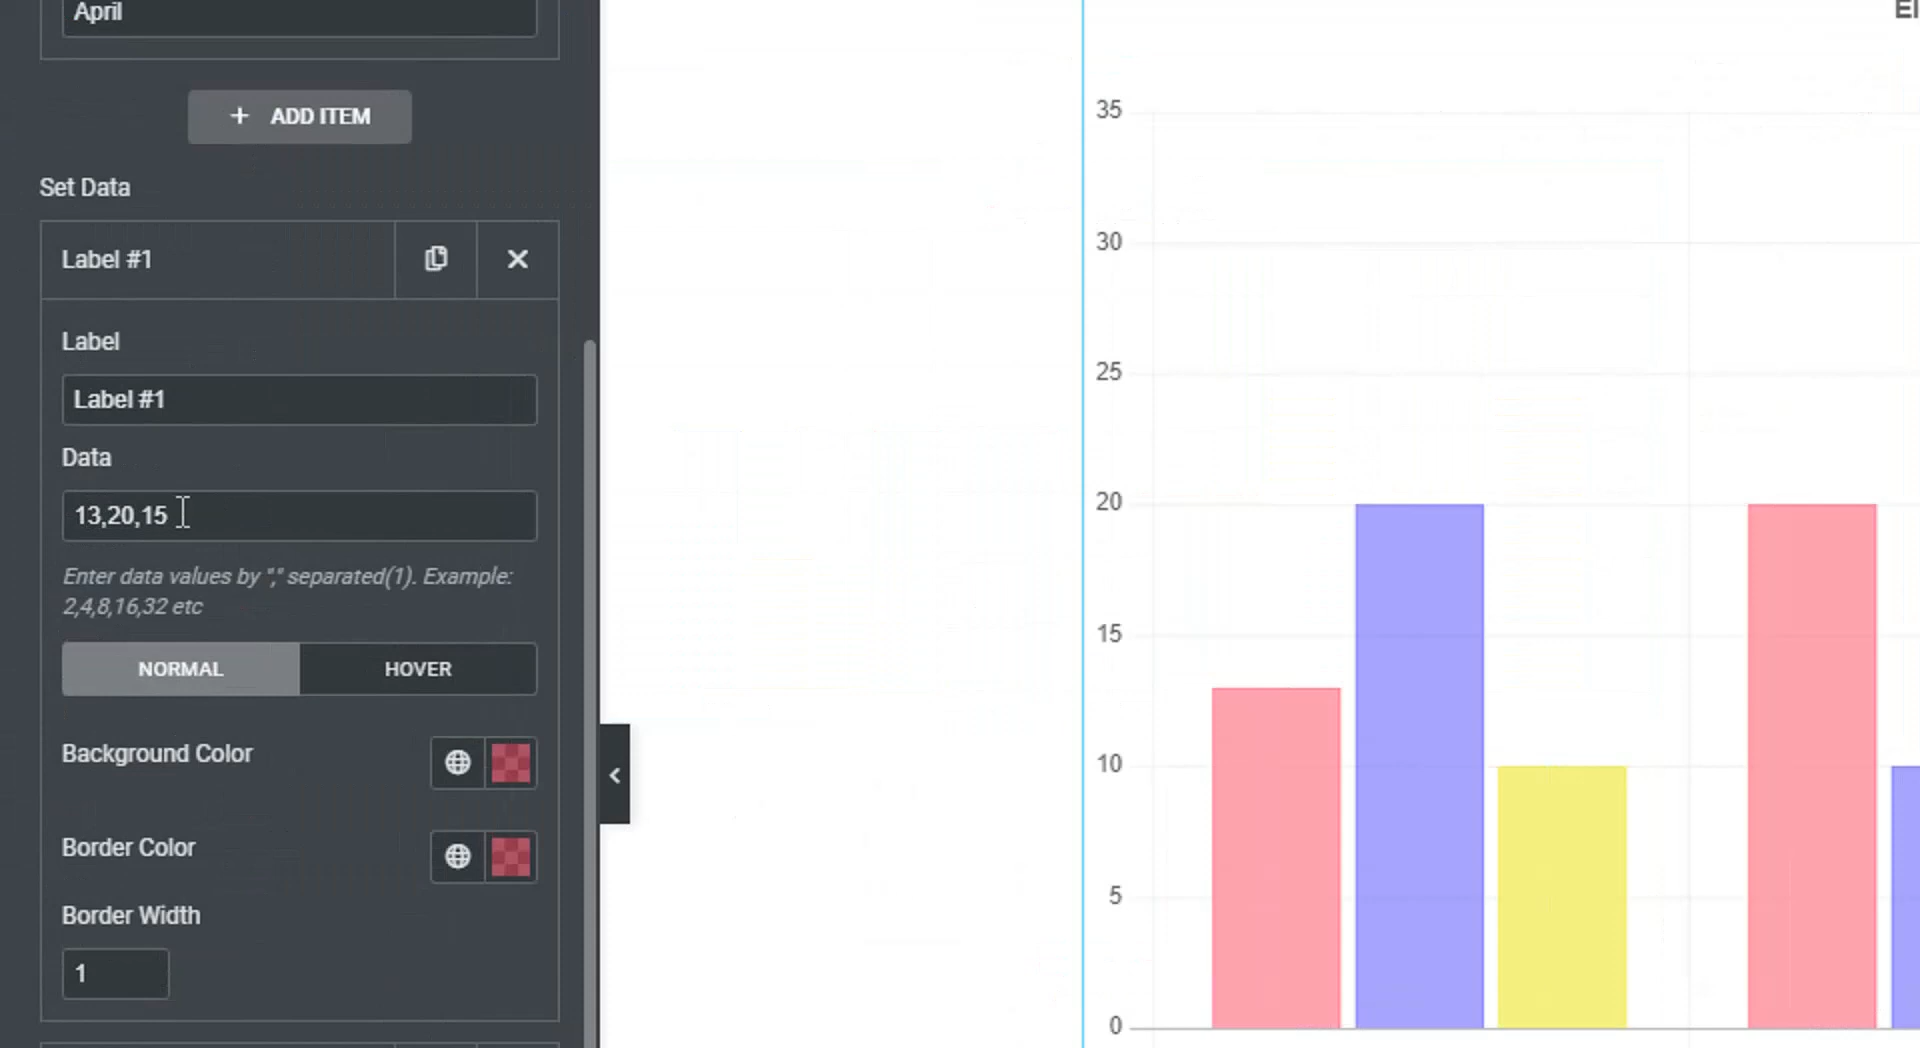 April
+ ADD ITEM
Set Data
Label #1
Label
Label #1
Data
13,20,15
Enter data values by "," separated(1). Example:
2,4,8,16,32 etc
NORMAL HOVER
Background Color
Border Color
Border Width
1
El
35
30
25
20
15
10
5
0